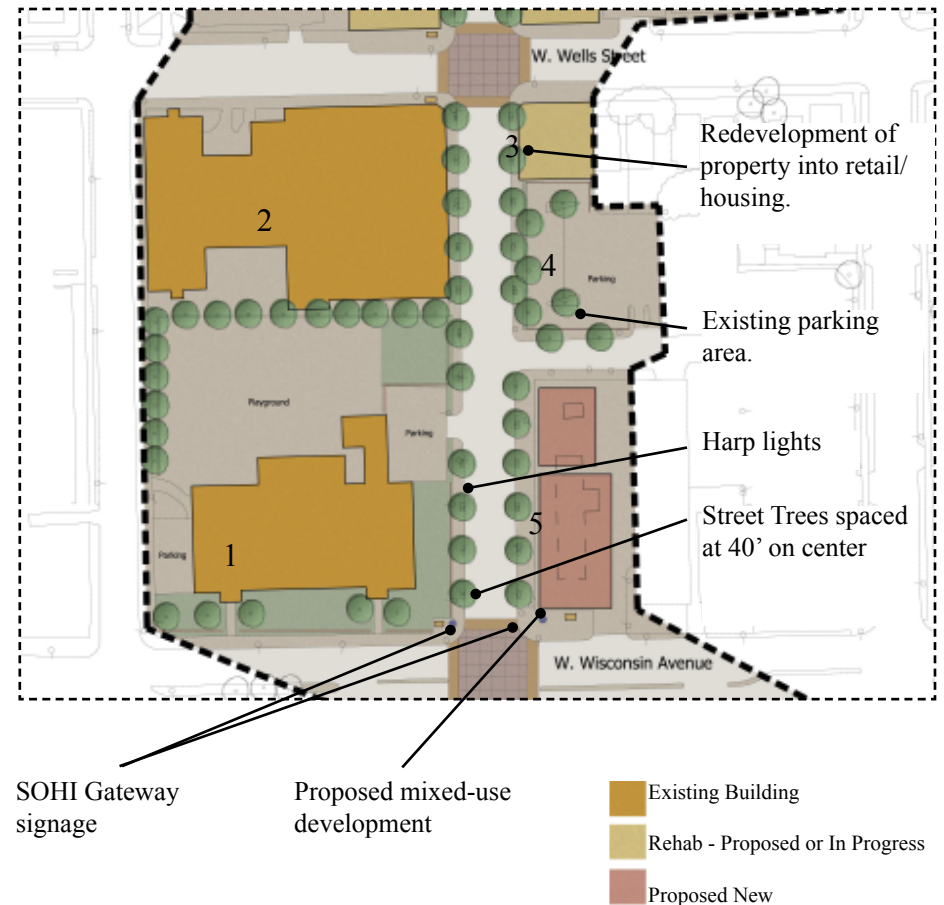 W. Wells Street
3
Redevelopment of
property into retail/
housing.
2
4
Parking
Existing parking
area.
Playground
Parking
Harp lights
Street Trees spaced
at 40’ on center
5
1
Parking
W. Wisconsin Avenue
SOHI Gateway
signage
Proposed mixed-use
development
Existing Building
Rehab - Proposed or In Progress
Proposed New